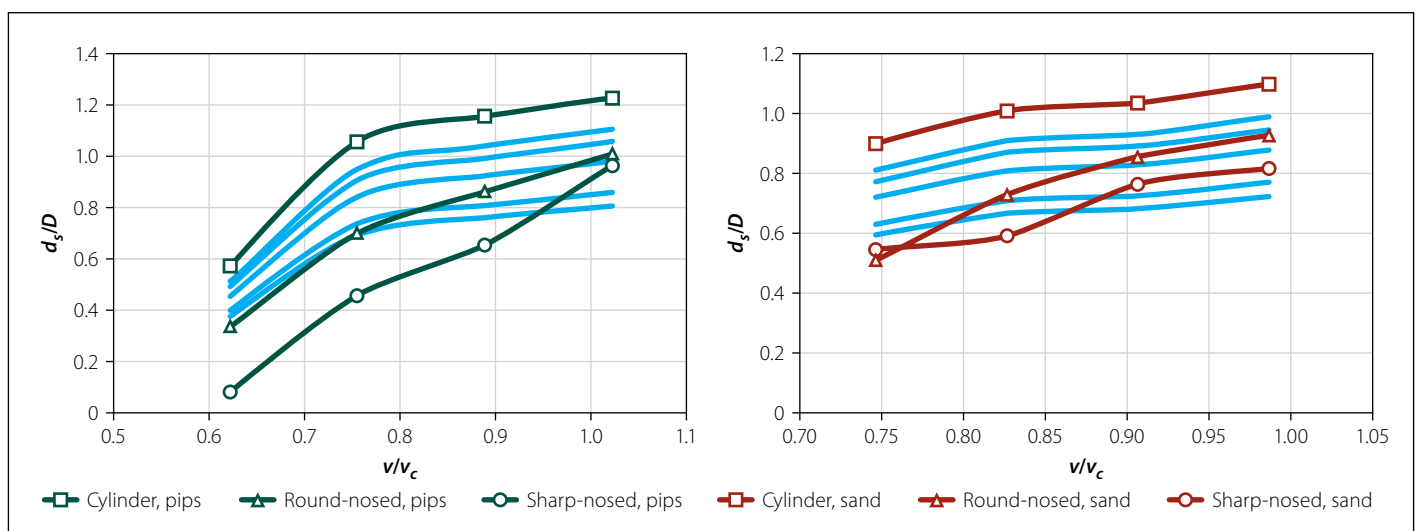 1.4
1.2
1.0
0.8
0.6
0.4
0.2
0
d_s/D
0.5 0.6 0.7 0.8 0.9 1.0 1.1
v/v_c
1.2
1.0
0.8
0.6
0.4
0.2
0
d_s/D
0.70 0.75 0.80 0.85 0.90 0.95 1.00 1.05
v/v_c
Cylinder, pips Round-nosed, pips Sharp-nosed, pips Cylinder, sand Round-nosed, sand Sharp-nosed, sand